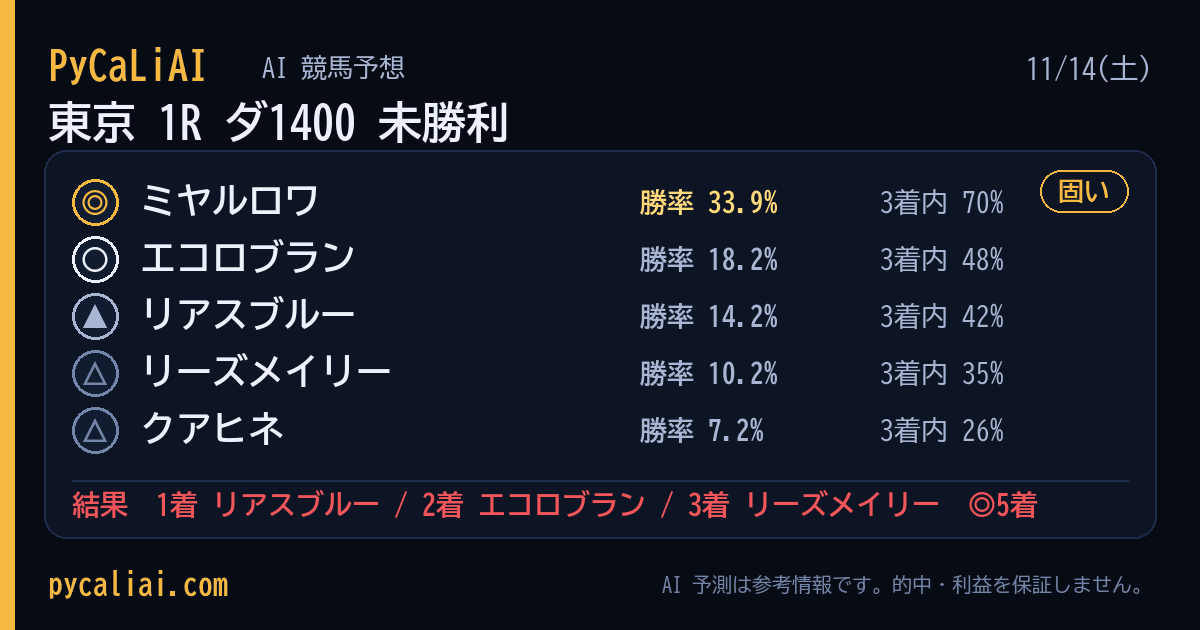 PyCaLiAI AI 競馬予想 11/14(土)
東京 1R ダ1400 未勝利
◎ ミヤルロワ 勝率 33.9% 3着内 70% 固い
○ エコロブラン 勝率 18.2% 3着内 48%
▲ リアスブルー 勝率 14.2% 3着内 42%
△ リーズメイリー 勝率 10.2% 3着内 35%
△ クアヒネ 勝率 7.2% 3着内 26%
結果 1着 リアスブルー / 2着 エコロブラン / 3着 リーズメイリー ◎5着
pycaliai.com AI 予測は参考情報です。的中・利益を保証しません。